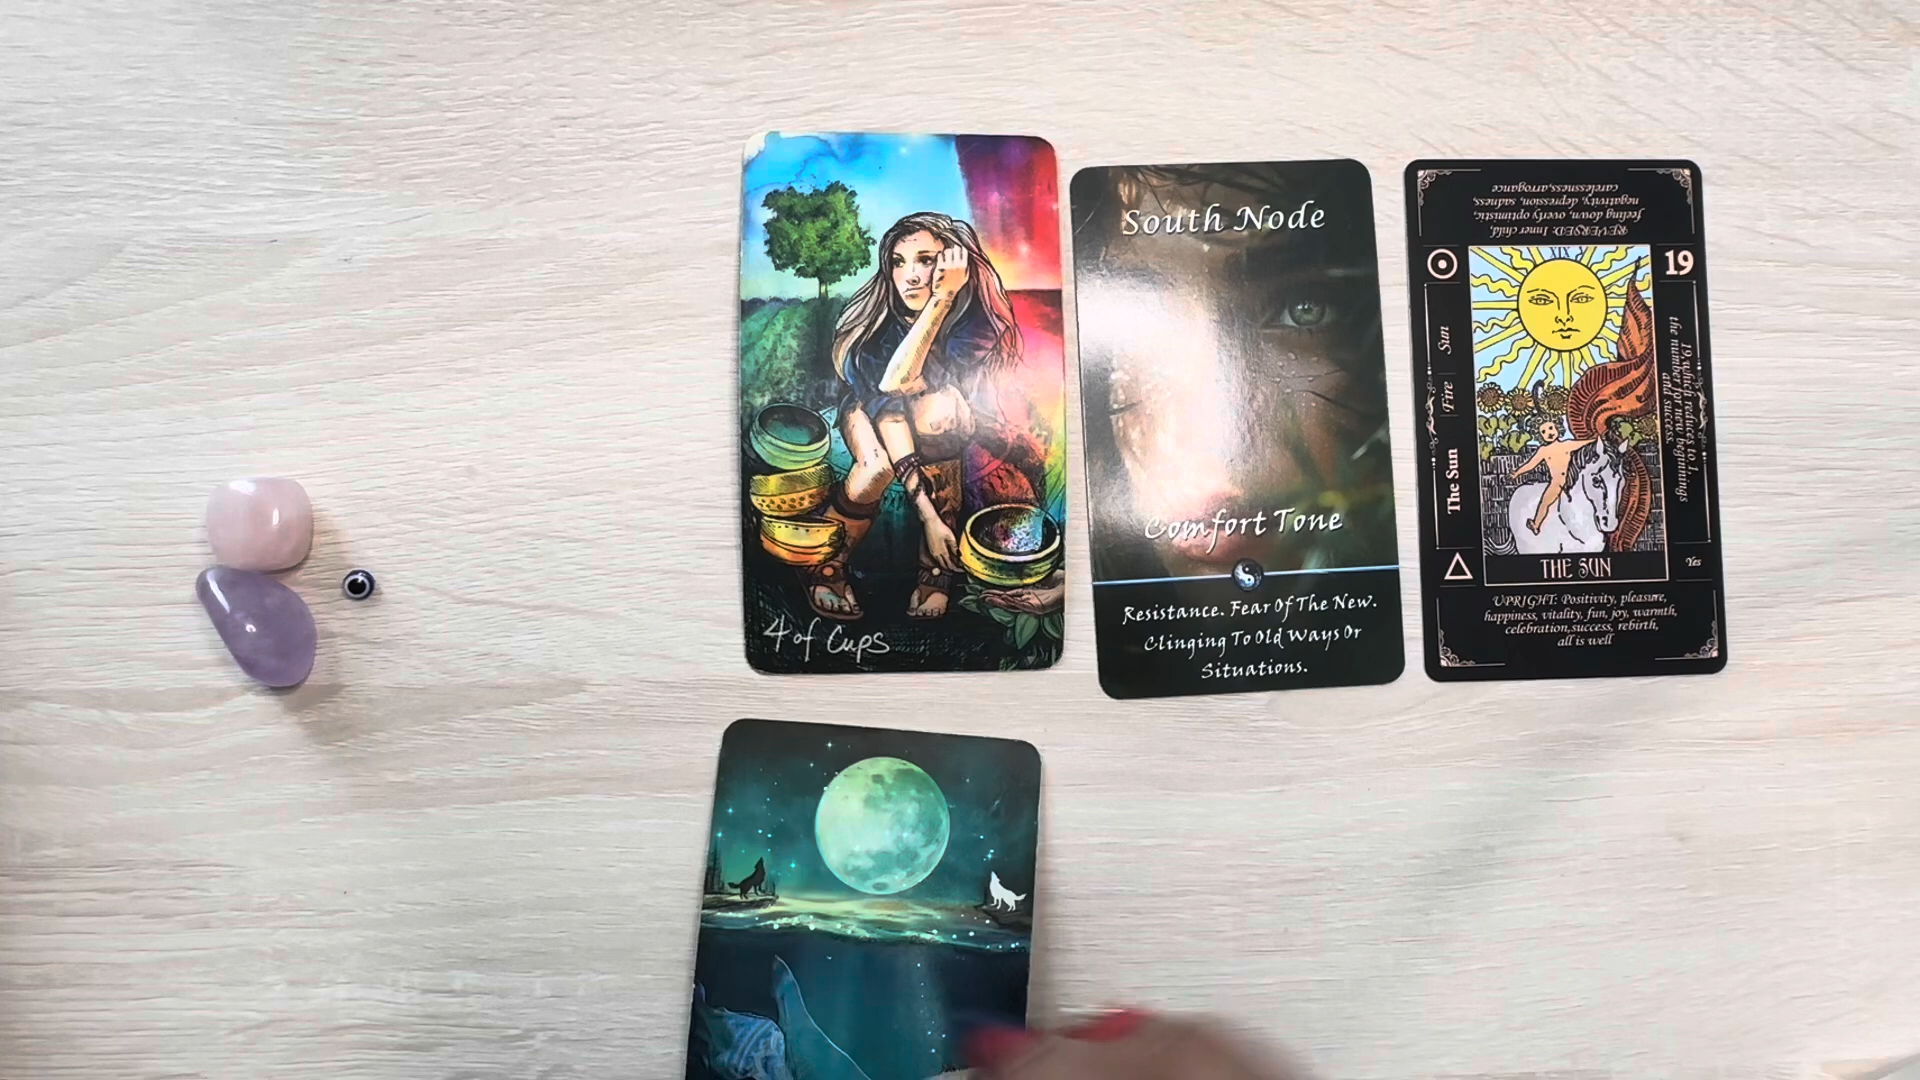 4 of Cups
South Node
Comfort Tone
Resistance. Fear Of The New.
Clinging To Old Ways Or
Situations.
REVERSED: Inner child,
feeling down, overly optimistic,
negativity, depression, sadness,
carelessness,arrogance
XIX
19
Sun
Fire
The Sun
19,which reduces to 1,
the number for new beginnings
and success.
THE SUN
Yes
UPRIGHT: Positivity, pleasure,
happiness, vitality, fun, joy, warmth,
celebration,success, rebirth,
all is well